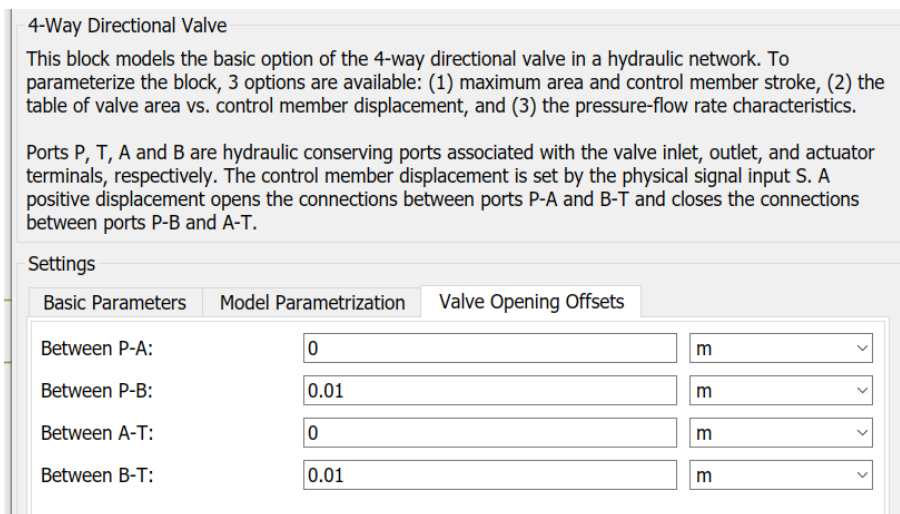 4-Way Directional Valve
This block models the basic option of the 4-way directional valve in a hydraulic network. To
parameterize the block, 3 options are available: (1) maximum area and control member stroke, (2) the
table of valve area vs. control member displacement, and (3) the pressure-flow rate characteristics.
Ports P, T, A and B are hydraulic conserving ports associated with the valve inlet, outlet, and actuator
terminals, respectively. The control member displacement is set by the physical signal input S. A
positive displacement opens the connections between ports P-A and B-T and closes the connections
between ports P-B and A-T.
Settings
Basic Parameters Model Parametrization Valve Opening Offsets
Between P-A: 0 m
Between P-B: 0.01 m
Between A-T: 0 m
Between B-T: 0.01 m